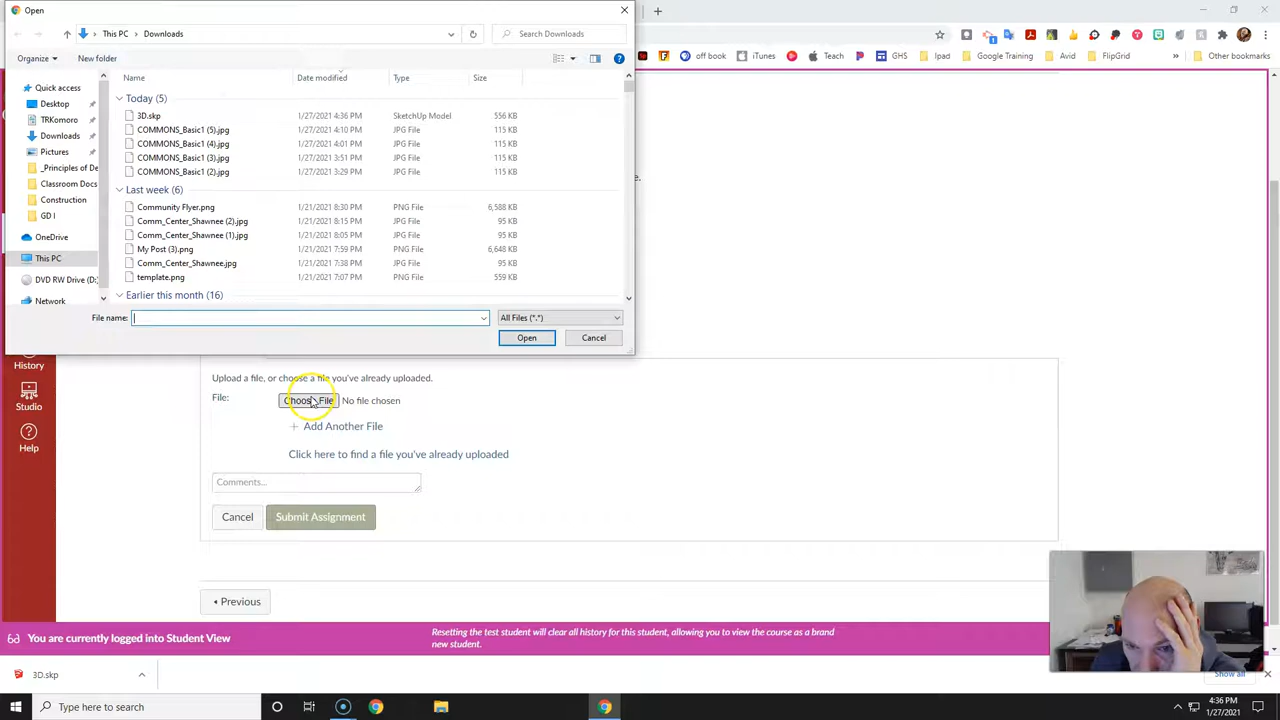 Open
This PC > Downloads
Search Downloads
Organize
New folder
Name
Date modified
Type
Size
Quick access
Desktop
TRKomoro
Downloads
Pictures
_Principles of De
Classroom Docs
Construction
GD I
OneDrive
This PC
DVD RW Drive (D:)
Network
Today (5)
3D.skp 1/27/2021 4:36 PM SketchUp Model 556 KB
COMMONS_Basic1 (5).jpg 1/27/2021 4:10 PM JPG File 115 KB
COMMONS_Basic1 (4).jpg 1/27/2021 4:01 PM JPG File 115 KB
COMMONS_Basic1 (3).jpg 1/27/2021 3:51 PM JPG File 115 KB
COMMONS_Basic1 (2).jpg 1/27/2021 3:29 PM JPG File 115 KB
Last week (6)
Community Flyer.png 1/21/2021 8:30 PM PNG File 6,588 KB
Comm_Center_Shawnee (2).jpg 1/21/2021 8:15 PM JPG File 95 KB
Comm_Center_Shawnee (1).jpg 1/21/2021 8:05 PM JPG File 95 KB
My Post (3).png 1/21/2021 7:59 PM PNG File 6,648 KB
Comm_Center_Shawnee.jpg 1/21/2021 7:38 PM JPG File 95 KB
template.png 1/21/2021 7:07 PM PNG File 559 KB
Earlier this month (16)
File name:
All Files (*.*)
Open
Cancel
off book iTunes Teach GHS Ipad Google Training Avid FlipGrid Other bookmarks
e.
History
Studio
Help
Upload a file, or choose a file you've already uploaded.
File: Choose File No file chosen
+ Add Another File
Click here to find a file you've already uploaded
Comments...
Cancel Submit Assignment
Previous
You are currently logged into Student View
Resetting the test student will clear all history for this student, allowing you to view the course as a brand
new student.
3D.skp
Show all
Type here to search
4:36 PM
1/27/2021